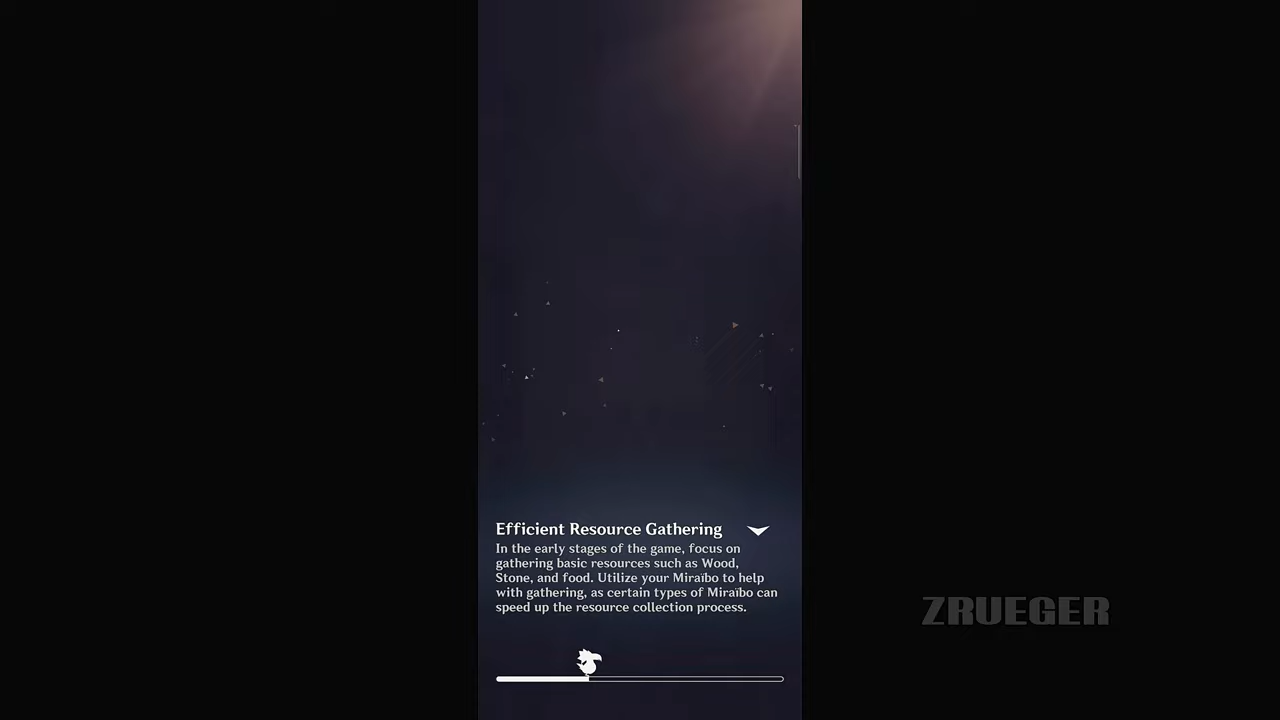 Efficient Resource Gathering
In the early stages of the game, focus on
gathering basic resources such as Wood,
Stone, and food. Utilize your Miraïbo to help
with gathering, as certain types of Miraïbo can
speed up the resource collection process.
ZRUEGER